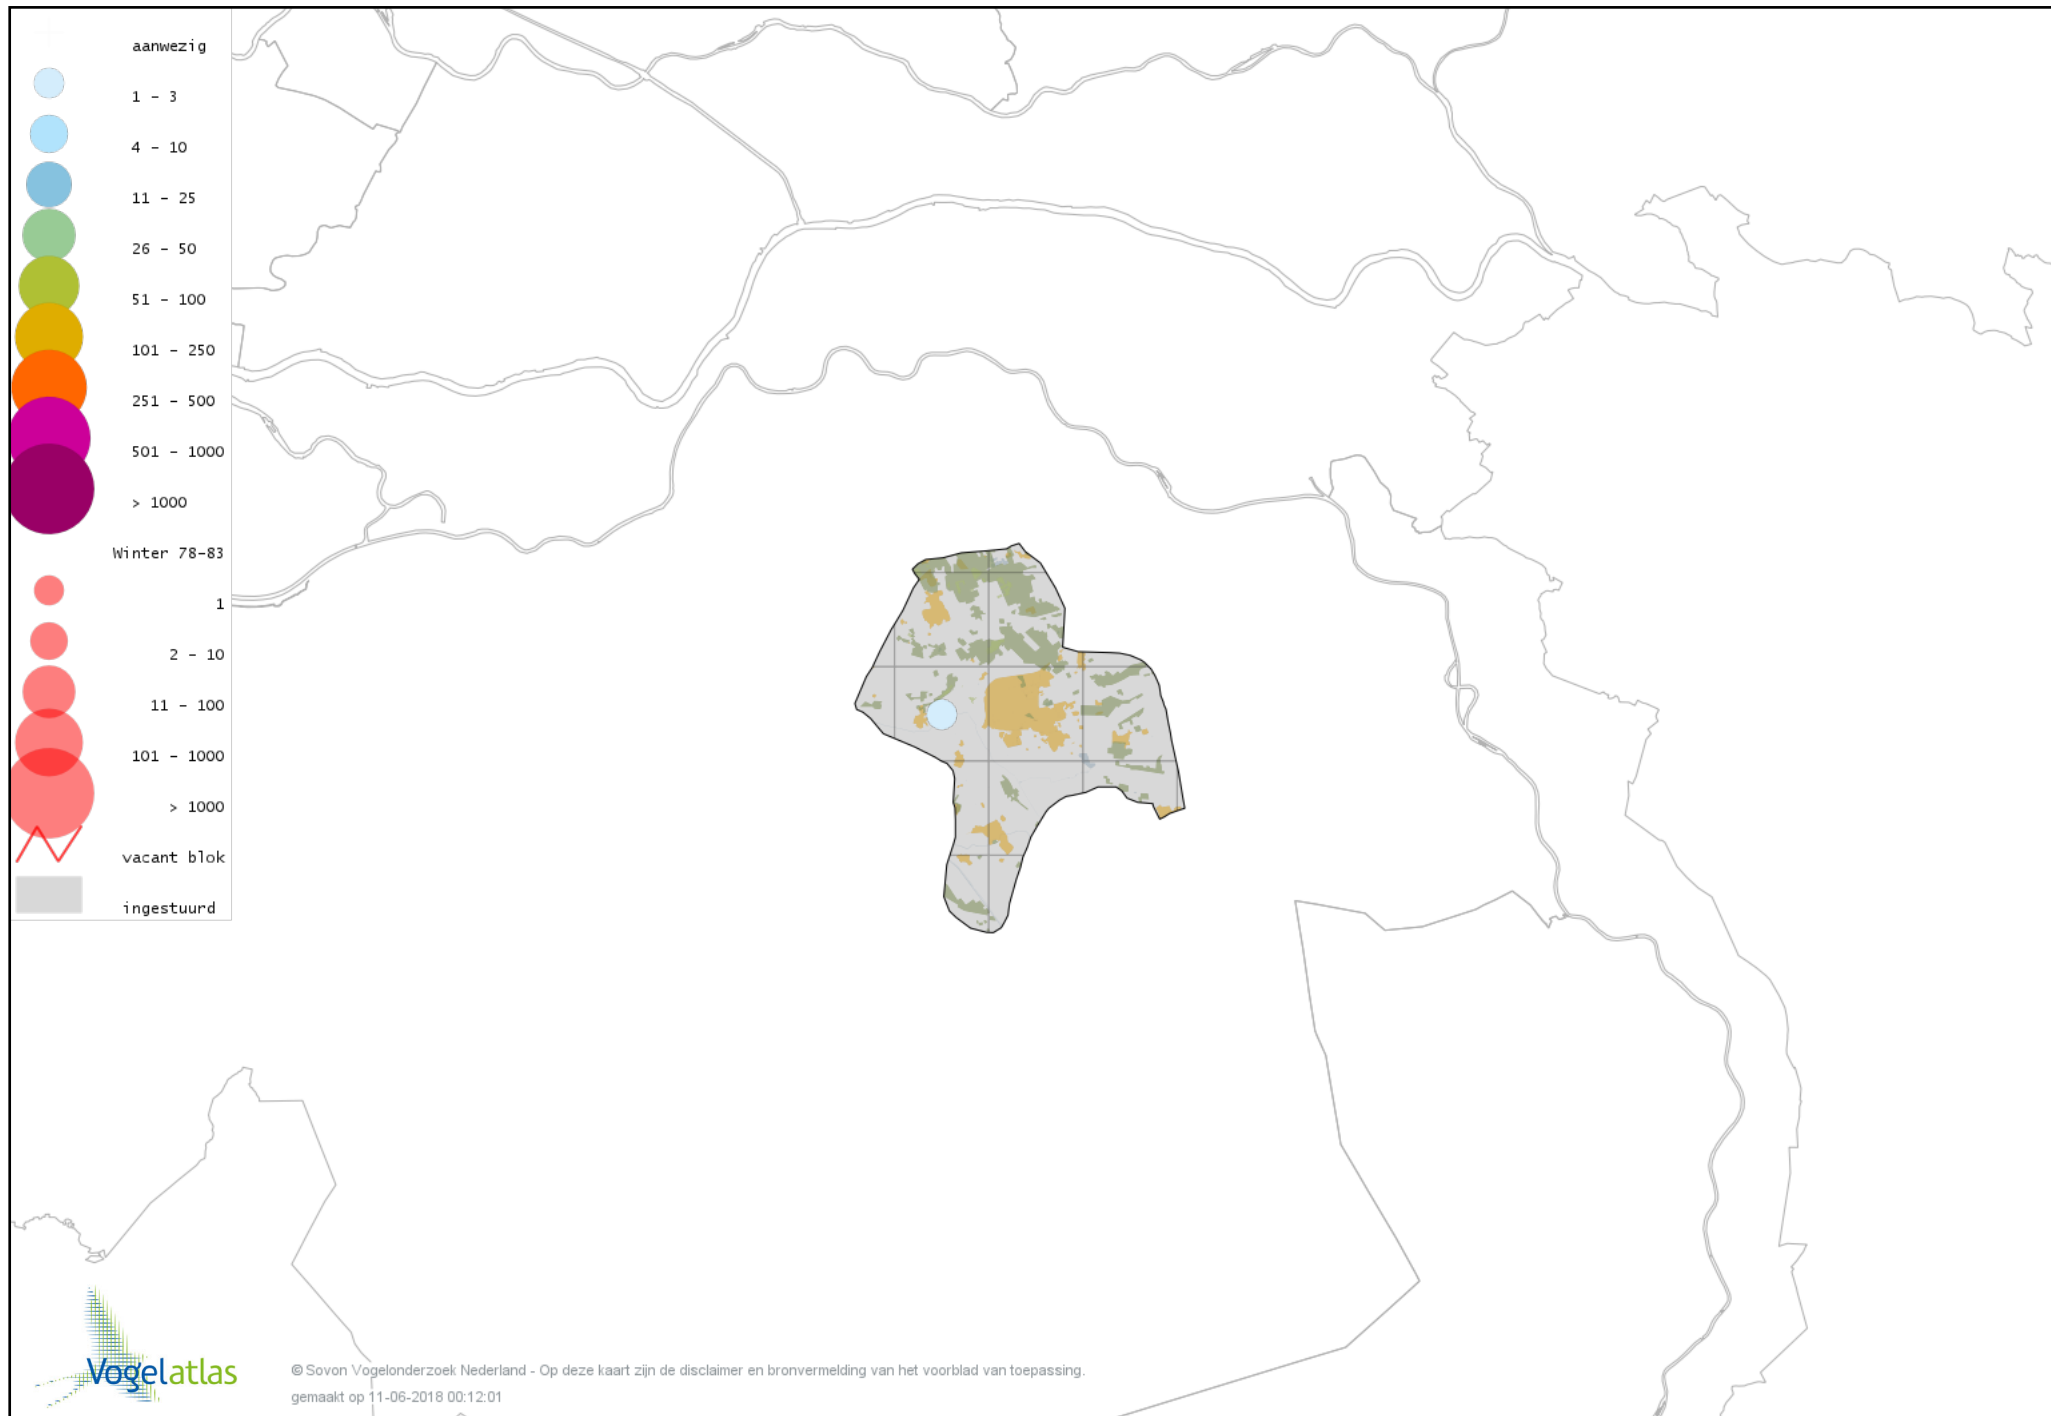 aanwezig
1 - 3
4 - 10
11 - 25
26 - 50
51 - 100
101 - 250
251 - 500
501 - 1000
> 1000
Winter 78-83
1
2 - 10
11 - 100
101 - 1000
> 1000
vacant blok
ingestuurd
Vogelatlas
© Sovon Vogelonderzoek Nederland - Op deze kaart zijn de disclaimer en bronvermelding van het voorblad van toepassing.
gemaakt op 11-06-2018 00:12:01